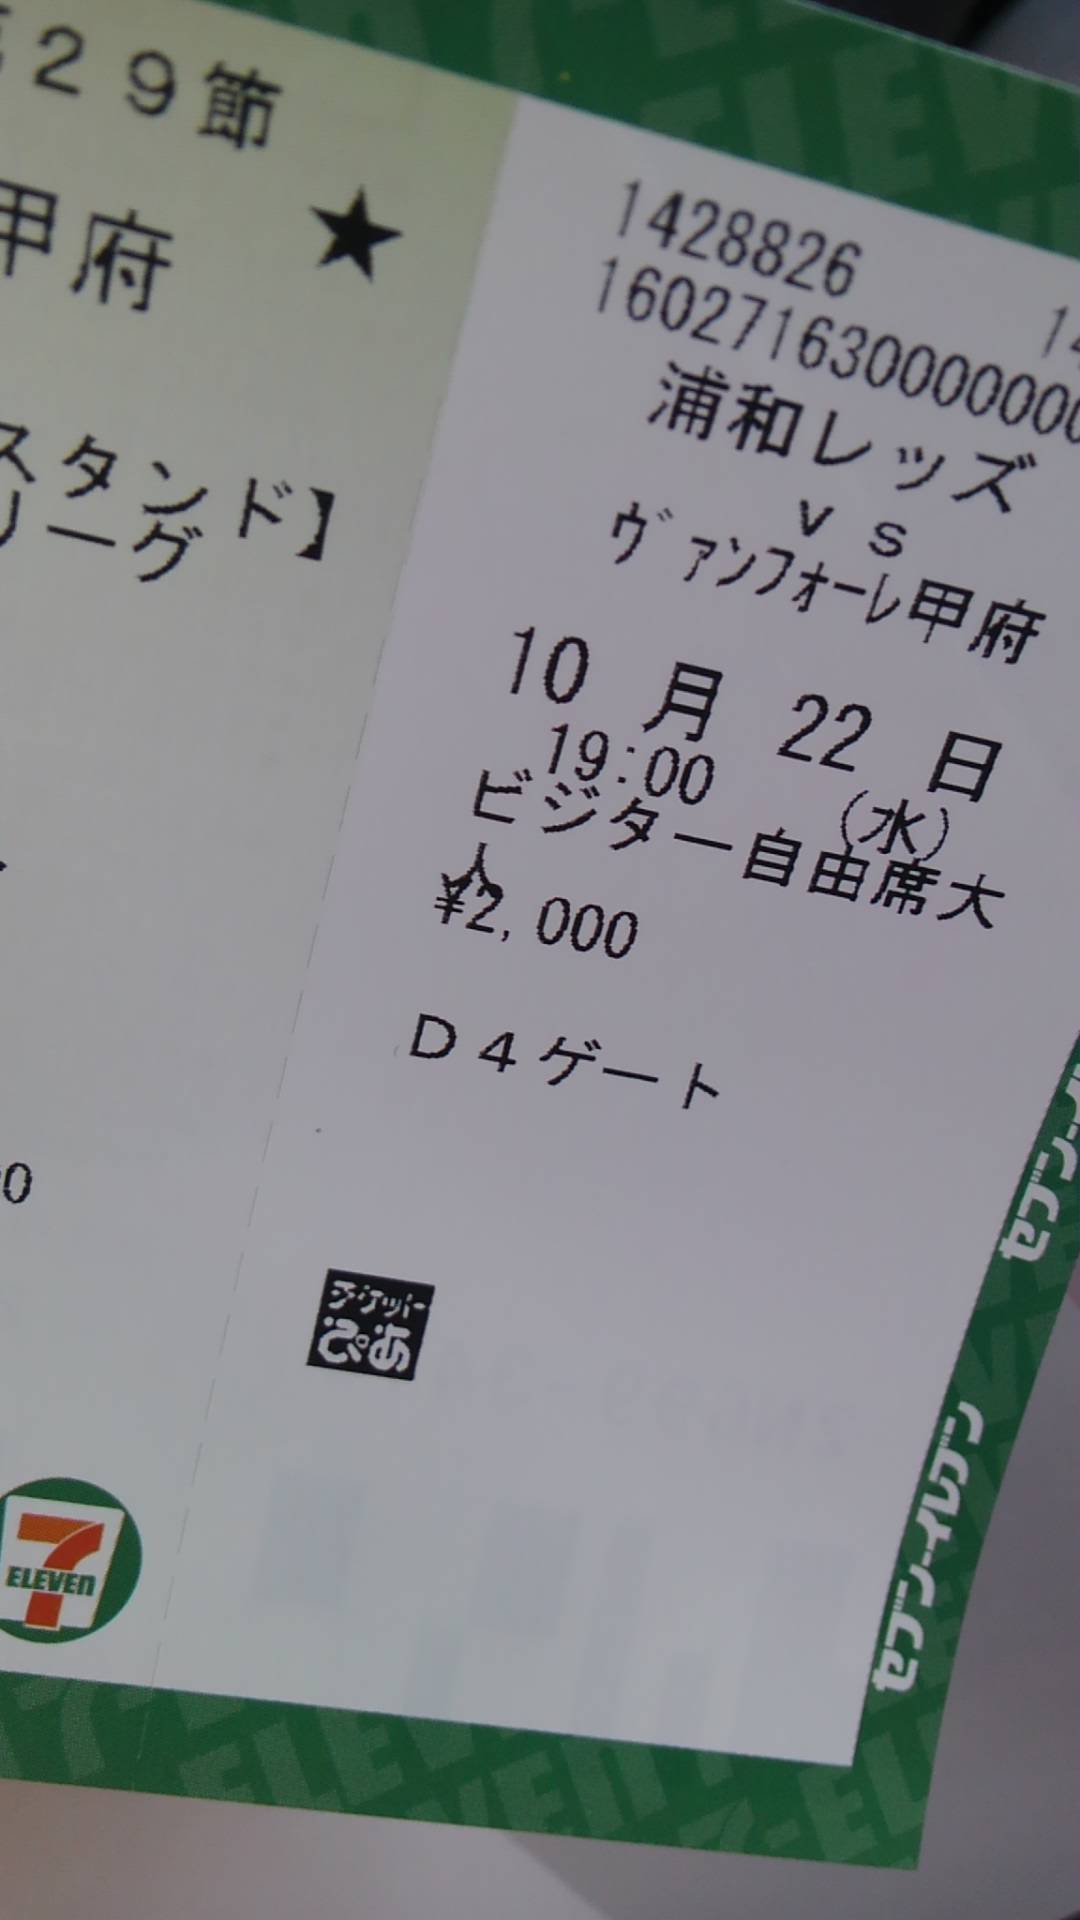 29節
甲府 ★
スタンド】
リーグ
1428826
16027163000000
浦和レッズ
vs
ヴァンフォーレ甲府
10月22日
19:00 (水)
ビジター自由席大
人
¥2,000
D4ゲート
チケット
ぴあ
7
ELEVEn
セブン-イレブン